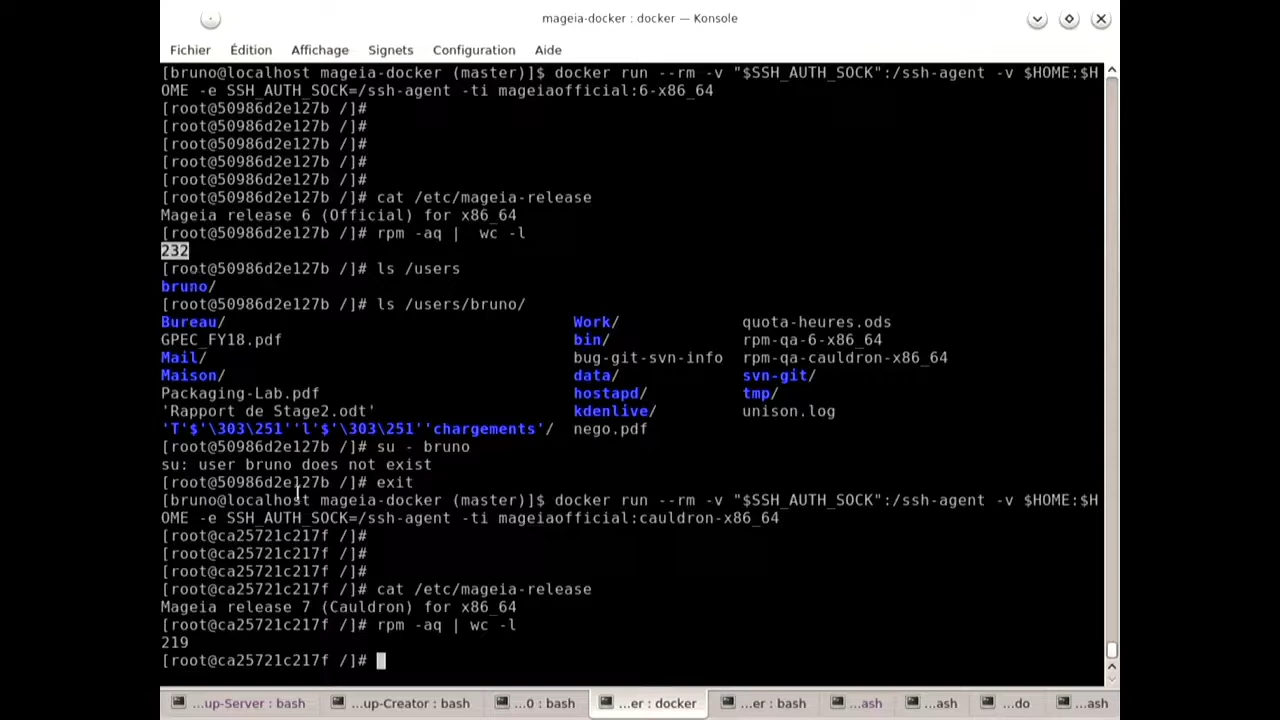 mageia-docker : docker — Konsole
Fichier Édition Affichage Signets Configuration Aide
[bruno@localhost mageia-docker (master)]$ docker run --rm -v "$SSH_AUTH_SOCK":/ssh-agent -v $HOME:$H
OME -e SSH_AUTH_SOCK=/ssh-agent -ti mageiaofficial:6-x86_64
[root@50986d2e127b /]#
[root@50986d2e127b /]#
[root@50986d2e127b /]#
[root@50986d2e127b /]#
[root@50986d2e127b /]#
[root@50986d2e127b /]# cat /etc/mageia-release
Mageia release 6 (Official) for x86_64
[root@50986d2e127b /]# rpm -aq |  wc -l
232
[root@50986d2e127b /]# ls /users
bruno/
[root@50986d2e127b /]# ls /users/bruno/
Bureau/ Work/ quota-heures.ods
GPEC_FY18.pdf bin/ rpm-qa-6-x86_64
Mail/ bug-git-svn-info rpm-qa-cauldron-x86_64
Maison/ data/ svn-git/
Packaging-Lab.pdf hostapd/ tmp/
'Rapport de Stage2.odt' kdenlive/ unison.log
'T'$'\303\251''l'$'\303\251''chargements'/ nego.pdf
[root@50986d2e127b /]# su - bruno
su: user bruno does not exist
[root@50986d2e127b /]# exit
[bruno@localhost mageia-docker (master)]$ docker run --rm -v "$SSH_AUTH_SOCK":/ssh-agent -v $HOME:$H
OME -e SSH_AUTH_SOCK=/ssh-agent -ti mageiaofficial:cauldron-x86_64
[root@ca25721c217f /]#
[root@ca25721c217f /]#
[root@ca25721c217f /]#
[root@ca25721c217f /]# cat /etc/mageia-release
Mageia release 7 (Cauldron) for x86_64
[root@ca25721c217f /]# rpm -aq | wc -l
219
[root@ca25721c217f /]#
...up-Server : bash ...up-Creator : bash ...0 : bash ...er : docker ...er : bash ...ash ...ash ...do ...ash